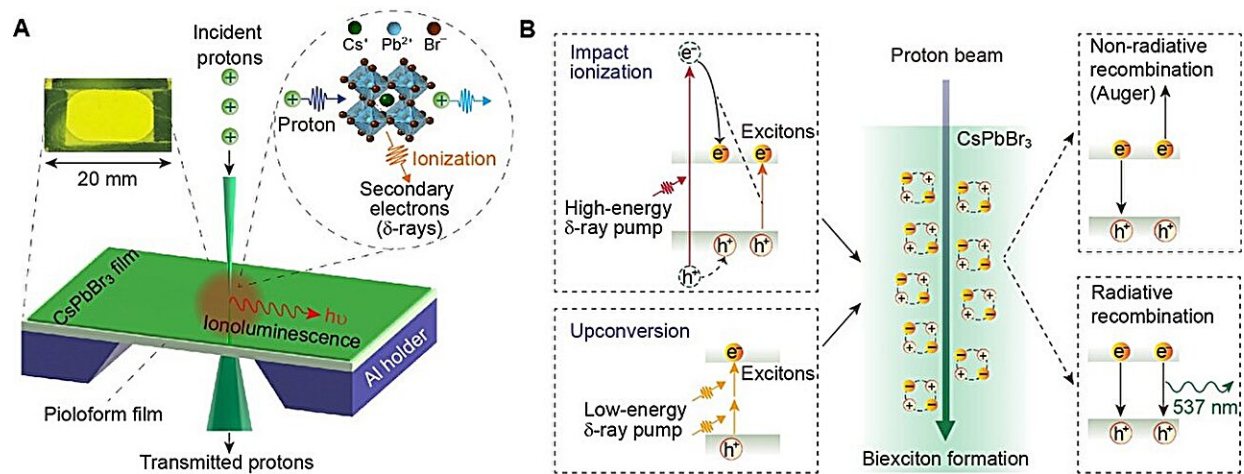 A
Incident
protons
20 mm
Cs⁺ Pb²⁺ Br⁻
Proton
Ionization
Secondary
electrons
(δ-rays)
CsPbBr₃ film
hυ
Ionoluminescence
Al holder
Pioloform film
Transmitted protons
B
Impact
ionization
e⁻
e⁻ e⁻
Excitons
High-energy
δ-ray pump
h⁺ h⁺
h⁺
Upconversion
e⁻
Excitons
Low-energy
δ-ray pump
h⁺
Proton beam
CsPbBr₃
Biexciton formation
Non-radiative
recombination
(Auger)
e⁻ e⁻
h⁺ h⁺
Radiative
recombination
e⁻ e⁻
537 nm
h⁺ h⁺